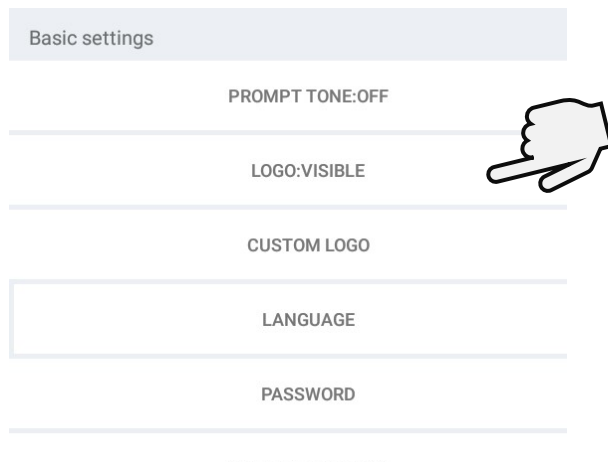 Basic settings
PROMPT TONE:OFF
LOGO:VISIBLE
CUSTOM LOGO
LANGUAGE
PASSWORD